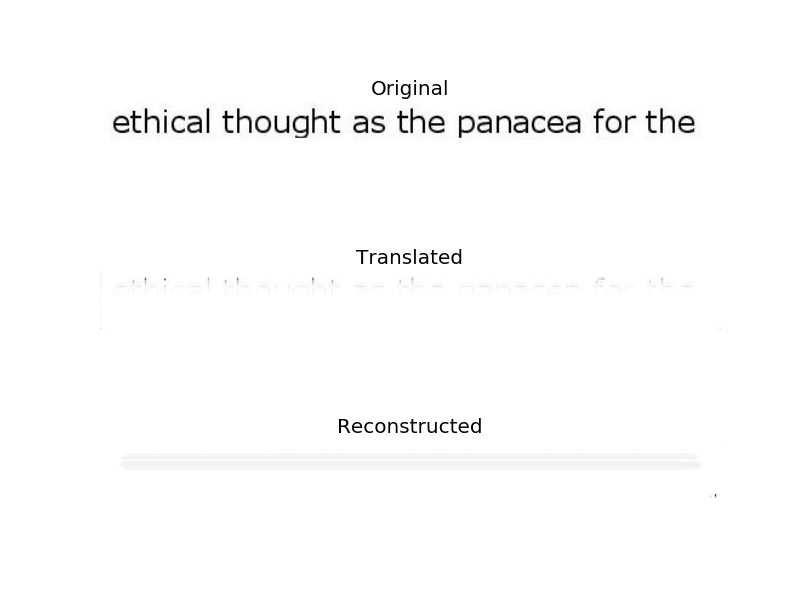 Original
ethical thought as the panacea for the
Translated
ethical thought as the panacea for the
Reconstructed